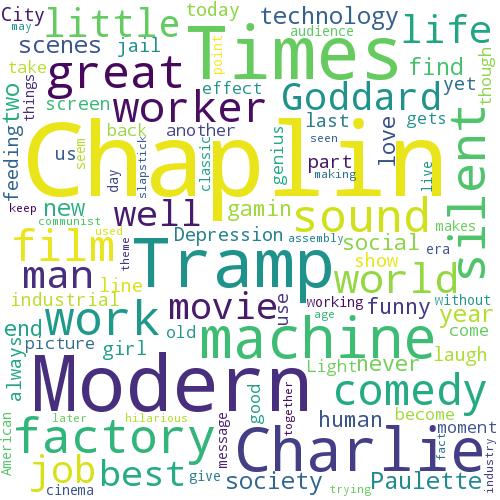 City
may
little
today
audience
technology
life
scenes
jail
great
Times
take
point
find
though
things
two
screen
effect
worker
Goddard
yet
feeding
us
back
another
last
gets
Chaplin
day
slapstick
classic
genius
part
love
seem
seen
making
live
silent
new
well
gamin
sound
keep
communist
Depression
assembly
social
makes
era
film
used
theme
Tramp
show
world
without
man
line
industrial
movie
use
working
funny
year
end
work
old
age
come
picture
girl
machine
Light
never
laugh
always
Modern
good
together
comedy
American
factory
later
hilarious
message
human
become
moment
fact
industry
job
best
give
society
Charlie
Paulette
cinema
trying